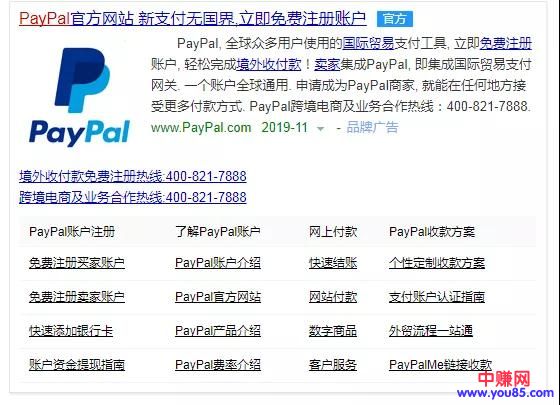 PayPal官方网站 新支付无国界,立即免费注册账户 官方
PayPal, 全球众多用户使用的国际贸易支付工具, 立即免费注册
账户, 轻松完成境外收付款！卖家集成PayPal, 即集成国际贸易支付
网关. 一个账户全球通用. 申请成为PayPal商家, 就能在任何地方接
受更多付款方式. PayPal跨境电商及业务合作热线：400-821-7888.
www.PayPal.com 2019-11 - 品牌广告
PayPal
境外收付款免费注册热线:400-821-7888
跨境电商及业务合作热线:400-821-7888
PayPal账户注册 了解PayPal账户 网上付款 PayPal收款方案
免费注册买家账户 PayPal账户介绍 快速结账 个性定制收款方案
免费注册卖家账户 PayPal官方网站 网站付款 支付账户认证指南
快速添加银行卡 PayPal产品介绍 数字商品 外贸流程一站通
账户资金提现指南 PayPal费率介绍 客户服务 PayPalMe链接收款
中赚网
www.you85.com